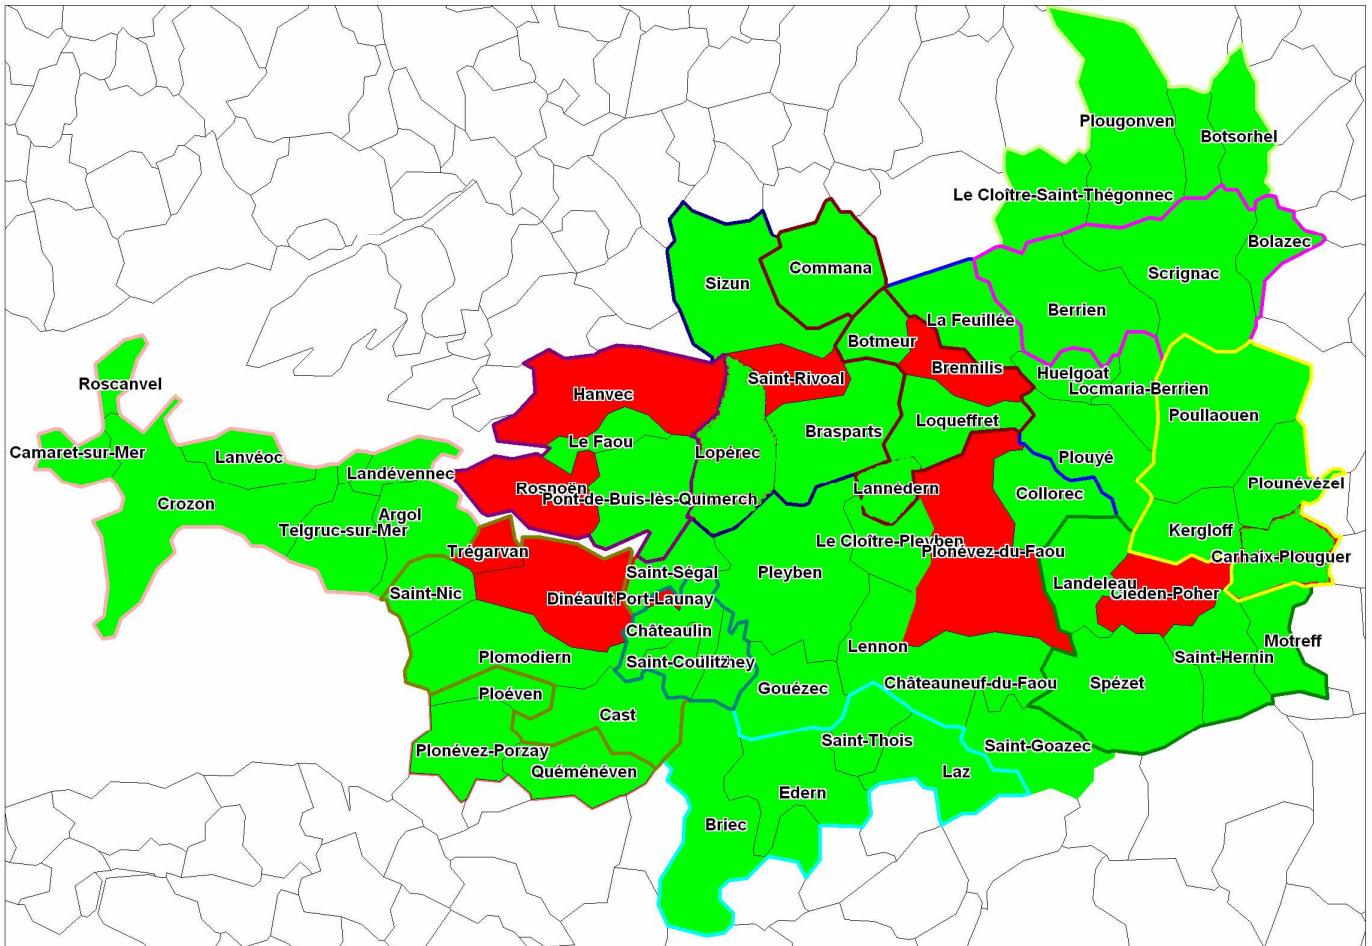 Plougonven
Botsorhel
Le Cloître-Saint-Thégonnec
Bolazec
Commana
Scrignac
Sizun
Berrien
La Feuillée
Botmeur
Brennilis
Huelgoat
Saint-Rivoal
Roscanvel
Locmaria-Berrien
Hanvec
Poullaouen
Loqueffret
Brasparts
Le Faou
Camaret-sur-Mer
Lopérec
Lanvéoc
Plouyé
Landévennec
Plounévézel
Rosnoën
Lannédern
Collorec
Pont-de-Buis-lès-Quimerch
Crozon
Argol
Telgruc-sur-Mer
Kergloff
Le Cloître-Pleyben
Trégarvan
Plonévez-du-Faou
Carhaix-Plouguer
Saint-Ségal
Pleyben
Landeleau
Saint-Nic
Cléden-Poher
Dinéault
Port-Launay
Châteaulin
Motreff
Lennon
Plomodiern
Saint-Hernin
Saint-Coulitz
hey
Châteauneuf-du-Faou
Spézet
Gouézec
Ploéven
Cast
Saint-Thois
Saint-Goazec
Plonévez-Porzay
Quéménéven
Laz
Edern
Briec